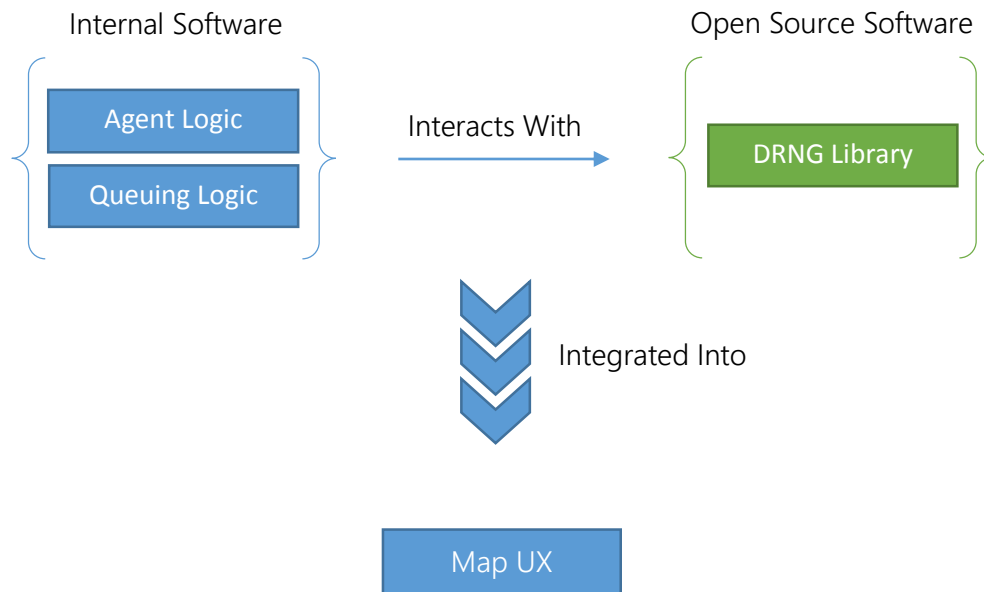 Internal Software
Open Source Software
Agent Logic
Queuing Logic
Interacts With
DRNG Library
Integrated Into
Map UX